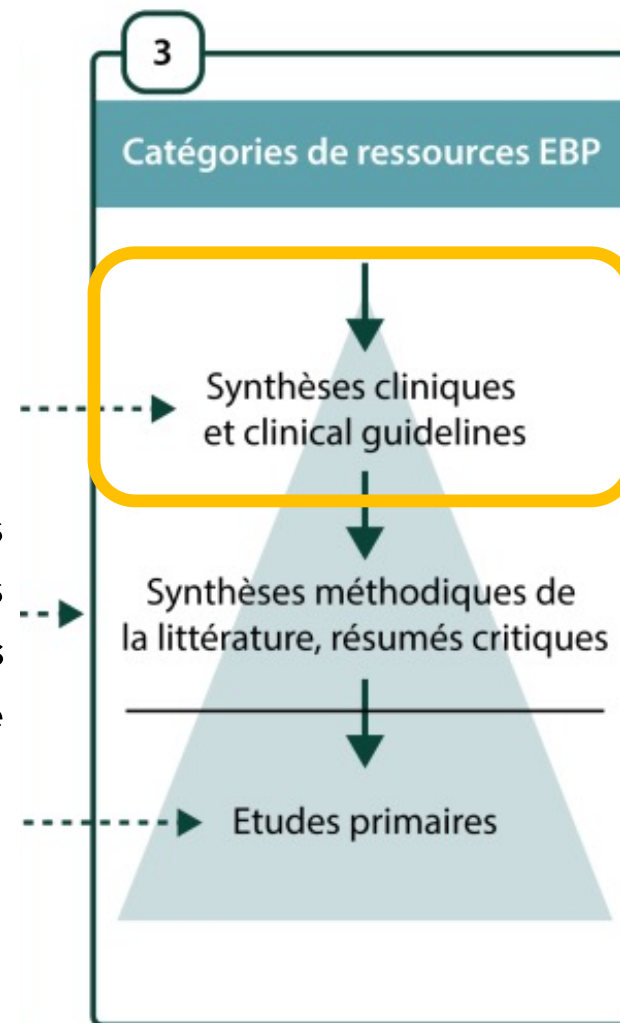 3
Catégories de ressources EBP
Synthèses cliniques
et clinical guidelines
Synthèses méthodiques de
la littérature, résumés critiques
Etudes primaires